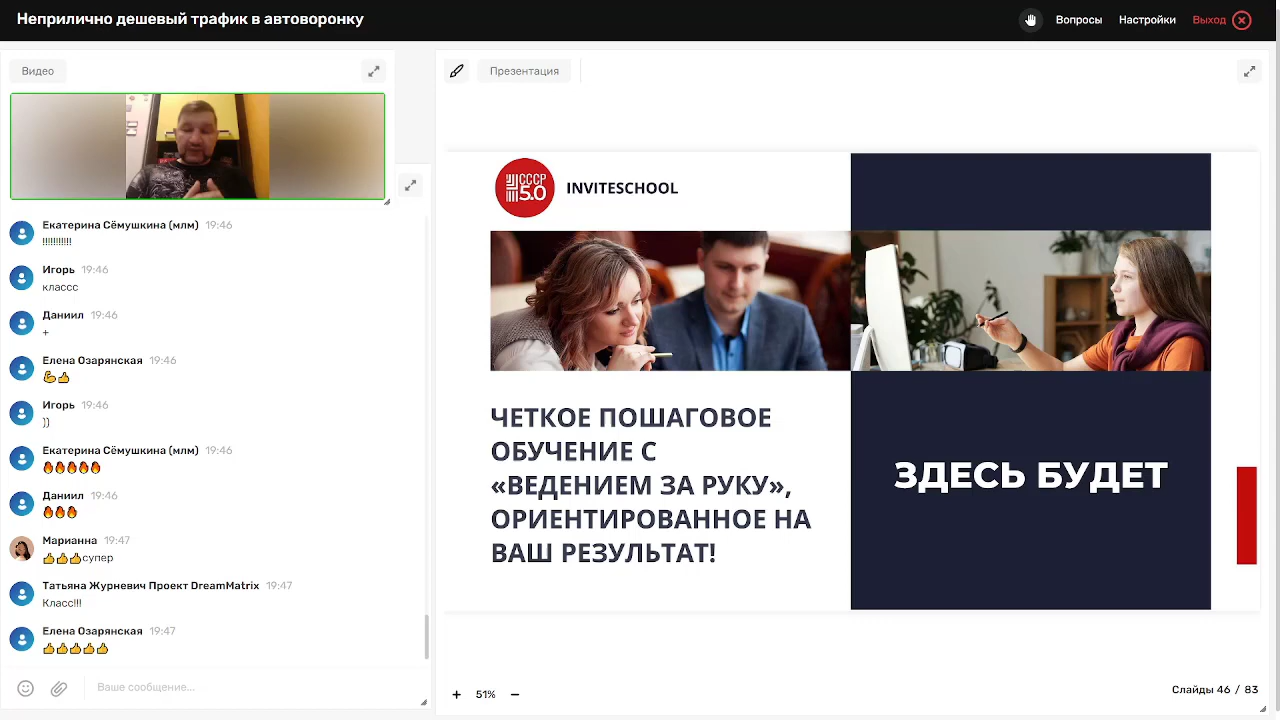 Неприлично дешевый трафик в автоворонку
Вопросы
Настройки
Выход
Видео
Екатерина Сёмушкина (млм) 19:46
!!!!!!!!!!!
Игорь 19:46
классс
Даниил 19:46
+
Елена Озарянская 19:46
💪👍
Игорь 19:46
))
Екатерина Сёмушкина (млм) 19:46
🔥🔥🔥🔥🔥
Даниил 19:46
🔥🔥🔥
Марианна 19:47
👍👍👍супер
Татьяна Журневич Проект DreamMatrix 19:47
Класс!!!
Елена Озарянская 19:47
👍👍👍👍👍
Ваше сообщение...
Презентация
СССР
5.0
INVITESCHOOL
ЧЕТКОЕ ПОШАГОВОЕ
ОБУЧЕНИЕ С
«ВЕДЕНИЕМ ЗА РУКУ»,
ОРИЕНТИРОВАННОЕ НА
ВАШ РЕЗУЛЬТАТ!
ЗДЕСЬ БУДЕТ
+ 51% −
Слайды 46 / 83